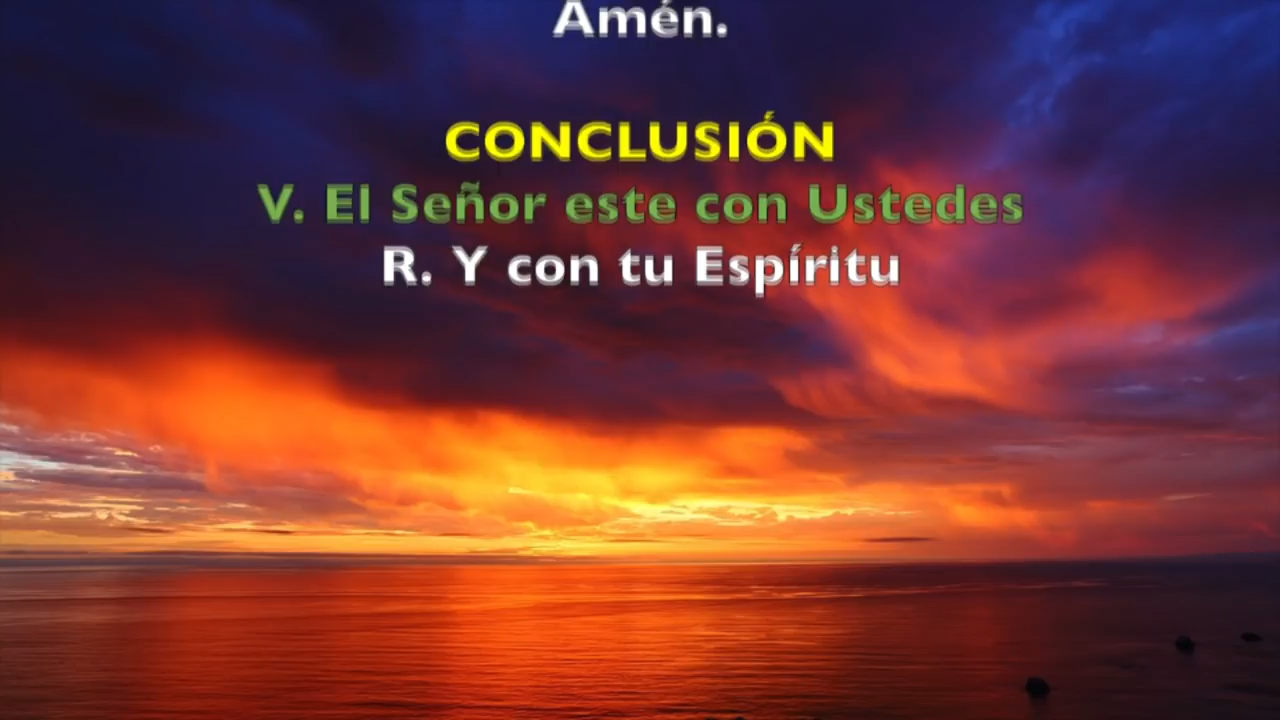 Amén.
CONCLUSIÓN
V. El Señor este con Ustedes
R. Y con tu Espíritu